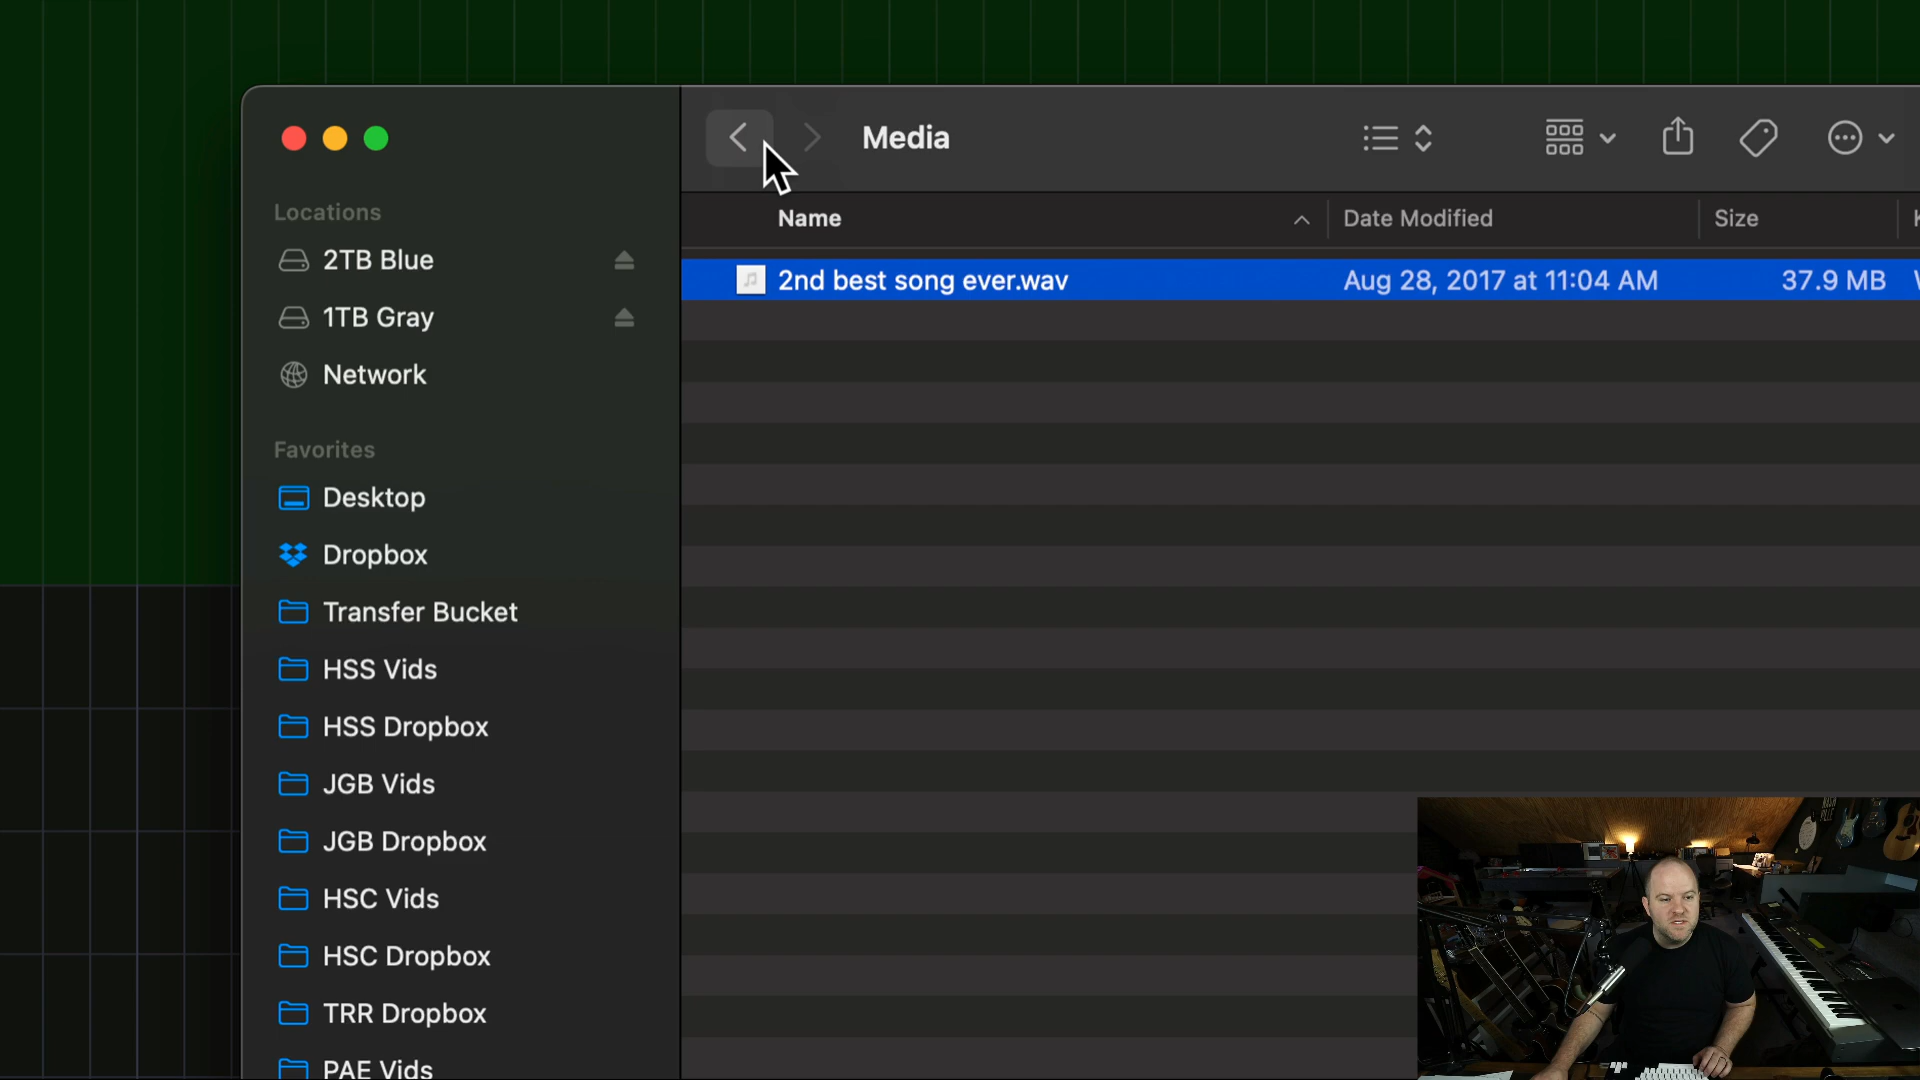 Media
Locations
2TB Blue
1TB Gray
Network
Favorites
Desktop
Dropbox
Transfer Bucket
HSS Vids
HSS Dropbox
JGB Vids
JGB Dropbox
HSC Vids
HSC Dropbox
TRR Dropbox
PAE Vids
Name Date Modified Size
2nd best song ever.wav Aug 28, 2017 at 11:04 AM 37.9 MB